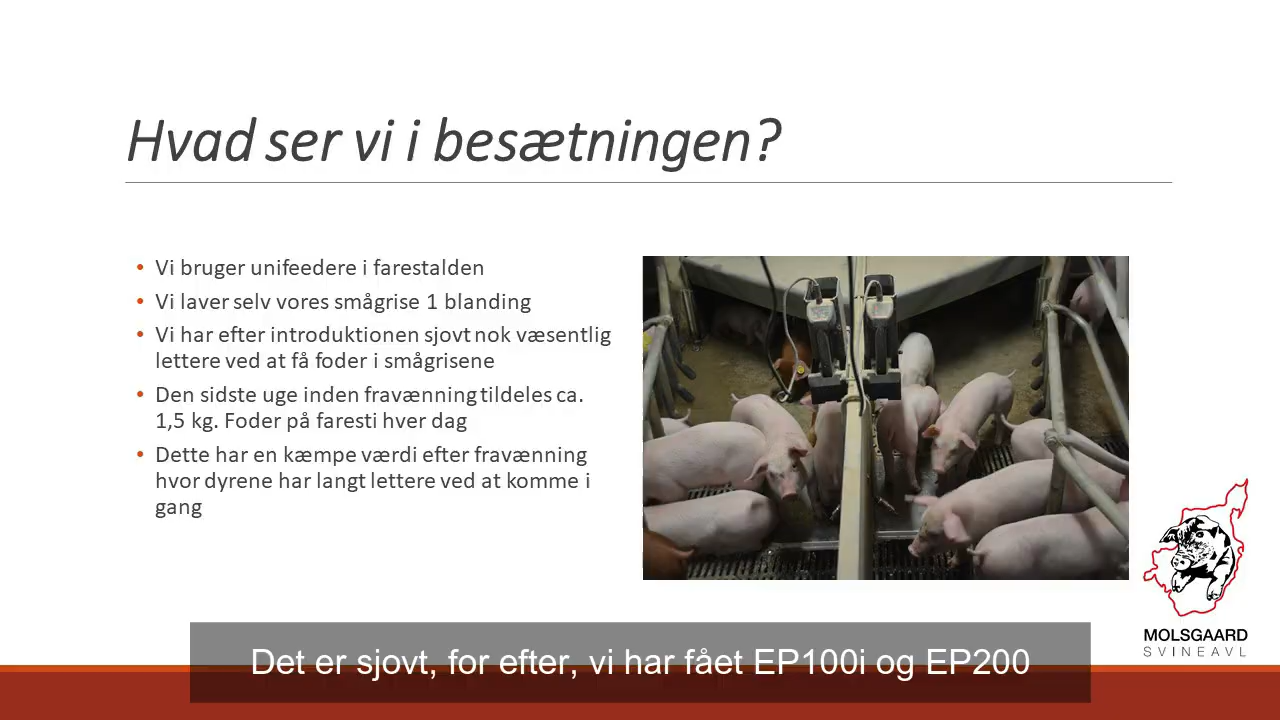 Hvad ser vi i besætningen?
• Vi bruger unifeedere i farestalden
• Vi laver selv vores smågrise 1 blanding
• Vi har efter introduktionen sjovt nok væsentlig
lettere ved at få foder i smågrisene
• Den sidste uge inden fravænning tildeles ca.
1,5 kg. Foder på faresti hver dag
• Dette har en kæmpe værdi efter fravænning
hvor dyrene har langt lettere ved at komme i
gang
MOLSGAARD
SVINEAVL
Det er sjovt, for efter, vi har fået EP100i og EP200